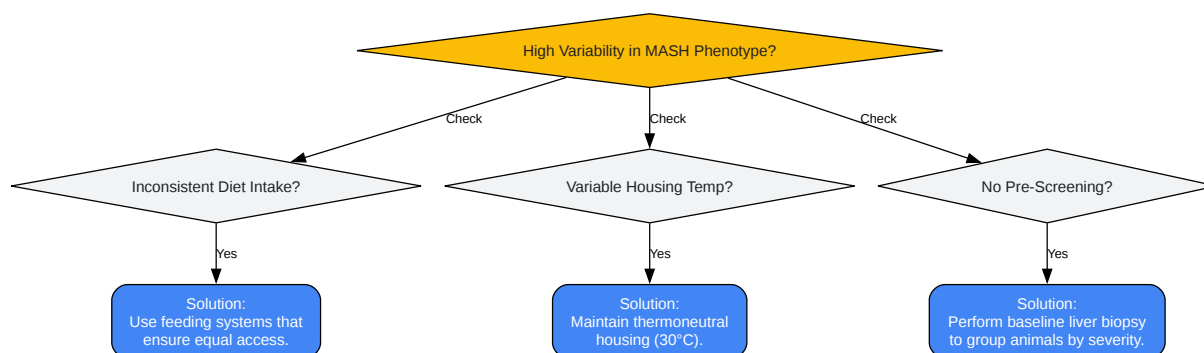 High Variability in MASH Phenotype?
Check
Check
Check
Inconsistent Diet Intake?
Variable Housing Temp?
No Pre-Screening?
Yes
Yes
Yes
Solution:
Use feeding systems that
ensure equal access.
Solution:
Maintain thermoneutral
housing (30°C).
Solution:
Perform baseline liver biopsy
to group animals by severity.